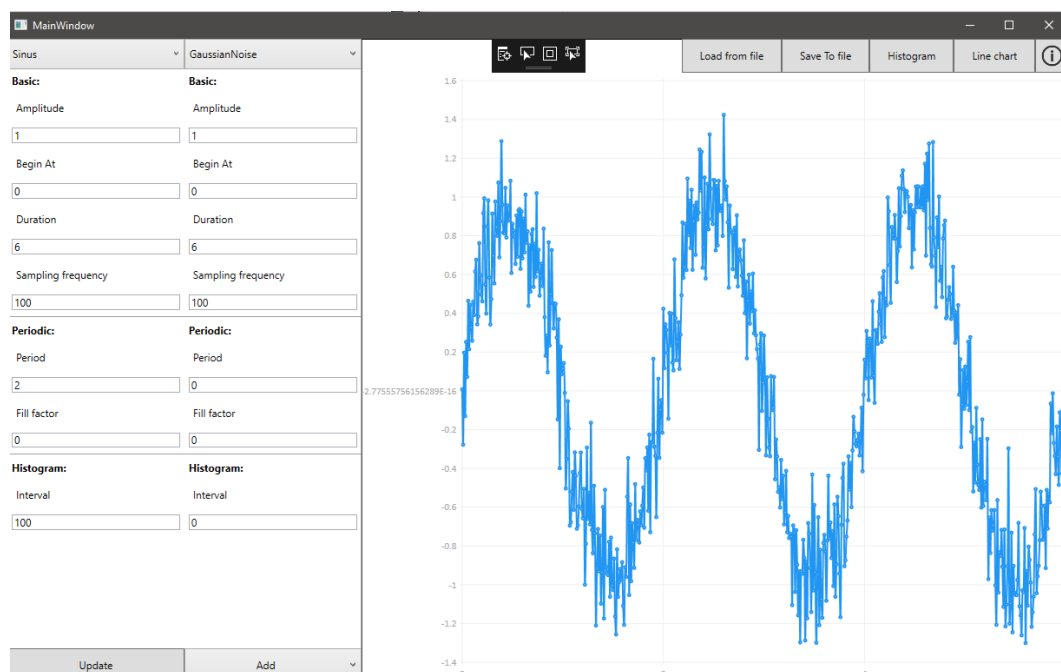 MainWindow
Sinus GaussianNoise
Load from file Save To file Histogram Line chart
Basic: Basic:
Amplitude Amplitude
1 1
Begin At Begin At
0 0
Duration Duration
6 6
Sampling frequency Sampling frequency
100 100
Periodic: Periodic:
Period Period
2 0
Fill factor Fill factor
0 0
Histogram: Histogram:
Interval Interval
100 0
Update Add
1.6
1.4
1.2
1
0.8
0.6
0.4
0.2
-2.77555756156289E-16
-0.2
-0.4
-0.6
-0.8
-1
-1.2
-1.4